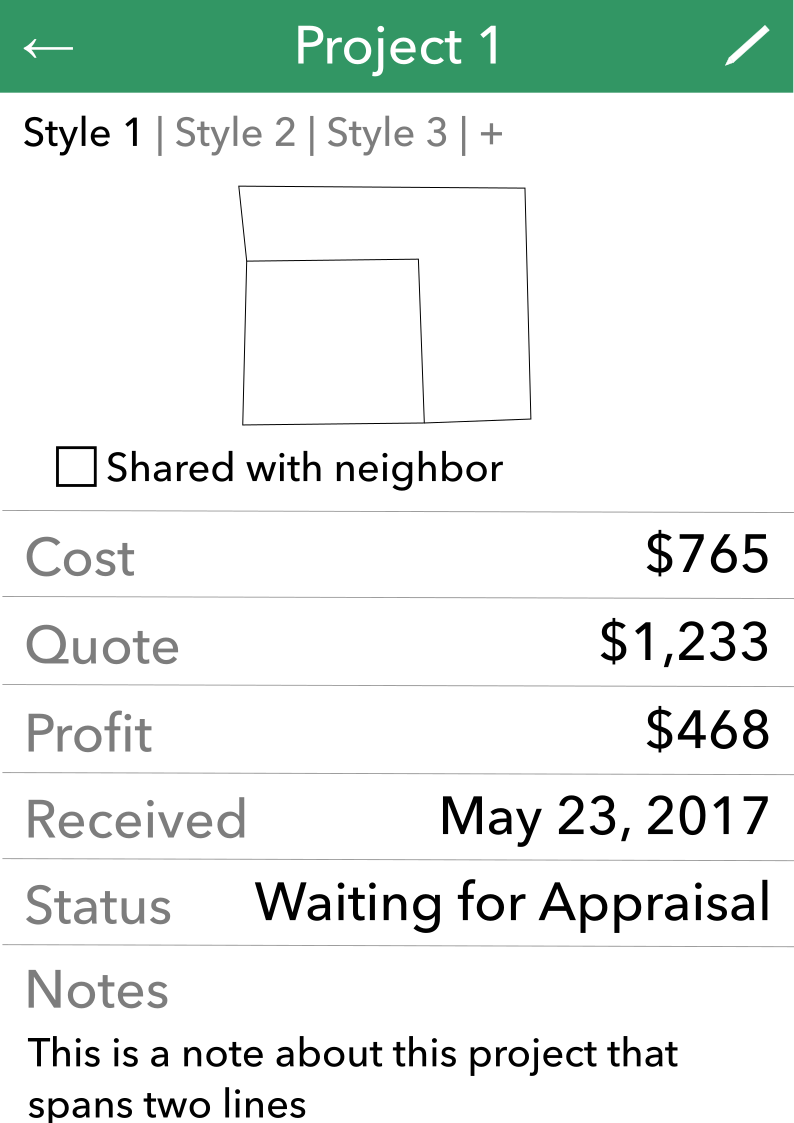 Project 1
Style 1 | Style 2 | Style 3 | +
Shared with neighbor
Cost $765
Quote $1,233
Profit $468
Received May 23, 2017
Status Waiting for Appraisal
Notes
This is a note about this project that
spans two lines